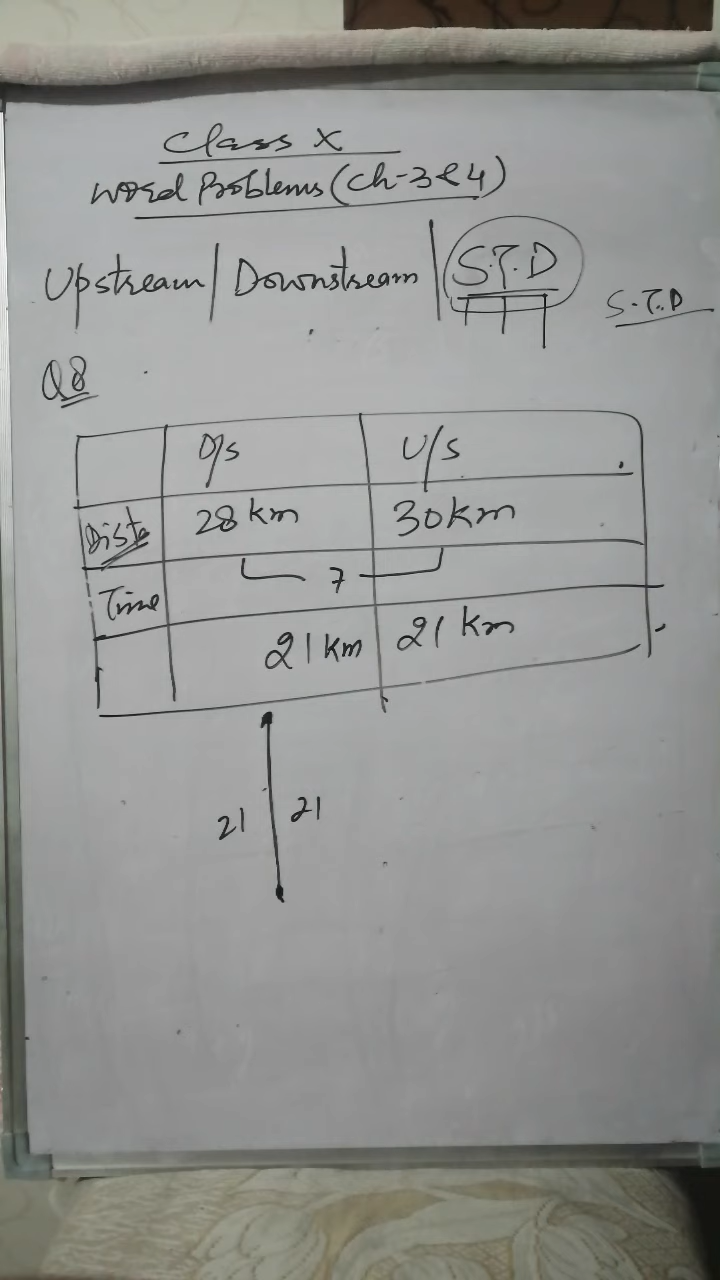 Class X
Word Problems (Ch-3&4)
Upstream / Downstream | S.T.D
S.T.D
Q8
D/s U/s
Dist 28 km 30 km
7
Time
21 km 21 km
21 21